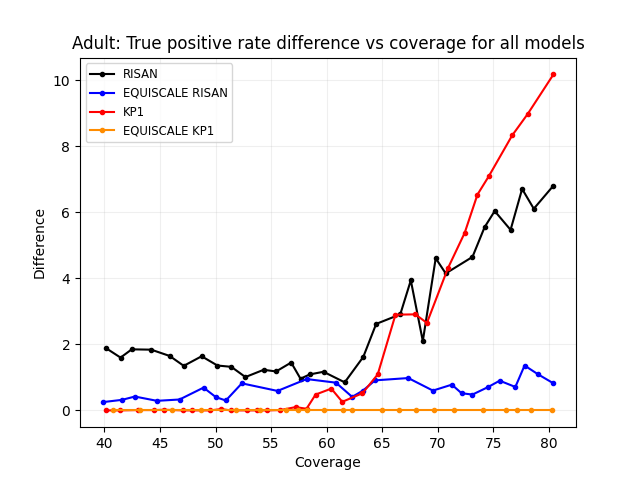 Adult: True positive rate difference vs coverage for all models
RISAN
EQUISCALE RISAN
KP1
EQUISCALE KP1
10
8
6
4
2
0
Difference
40 45 50 55 60 65 70 75 80
Coverage